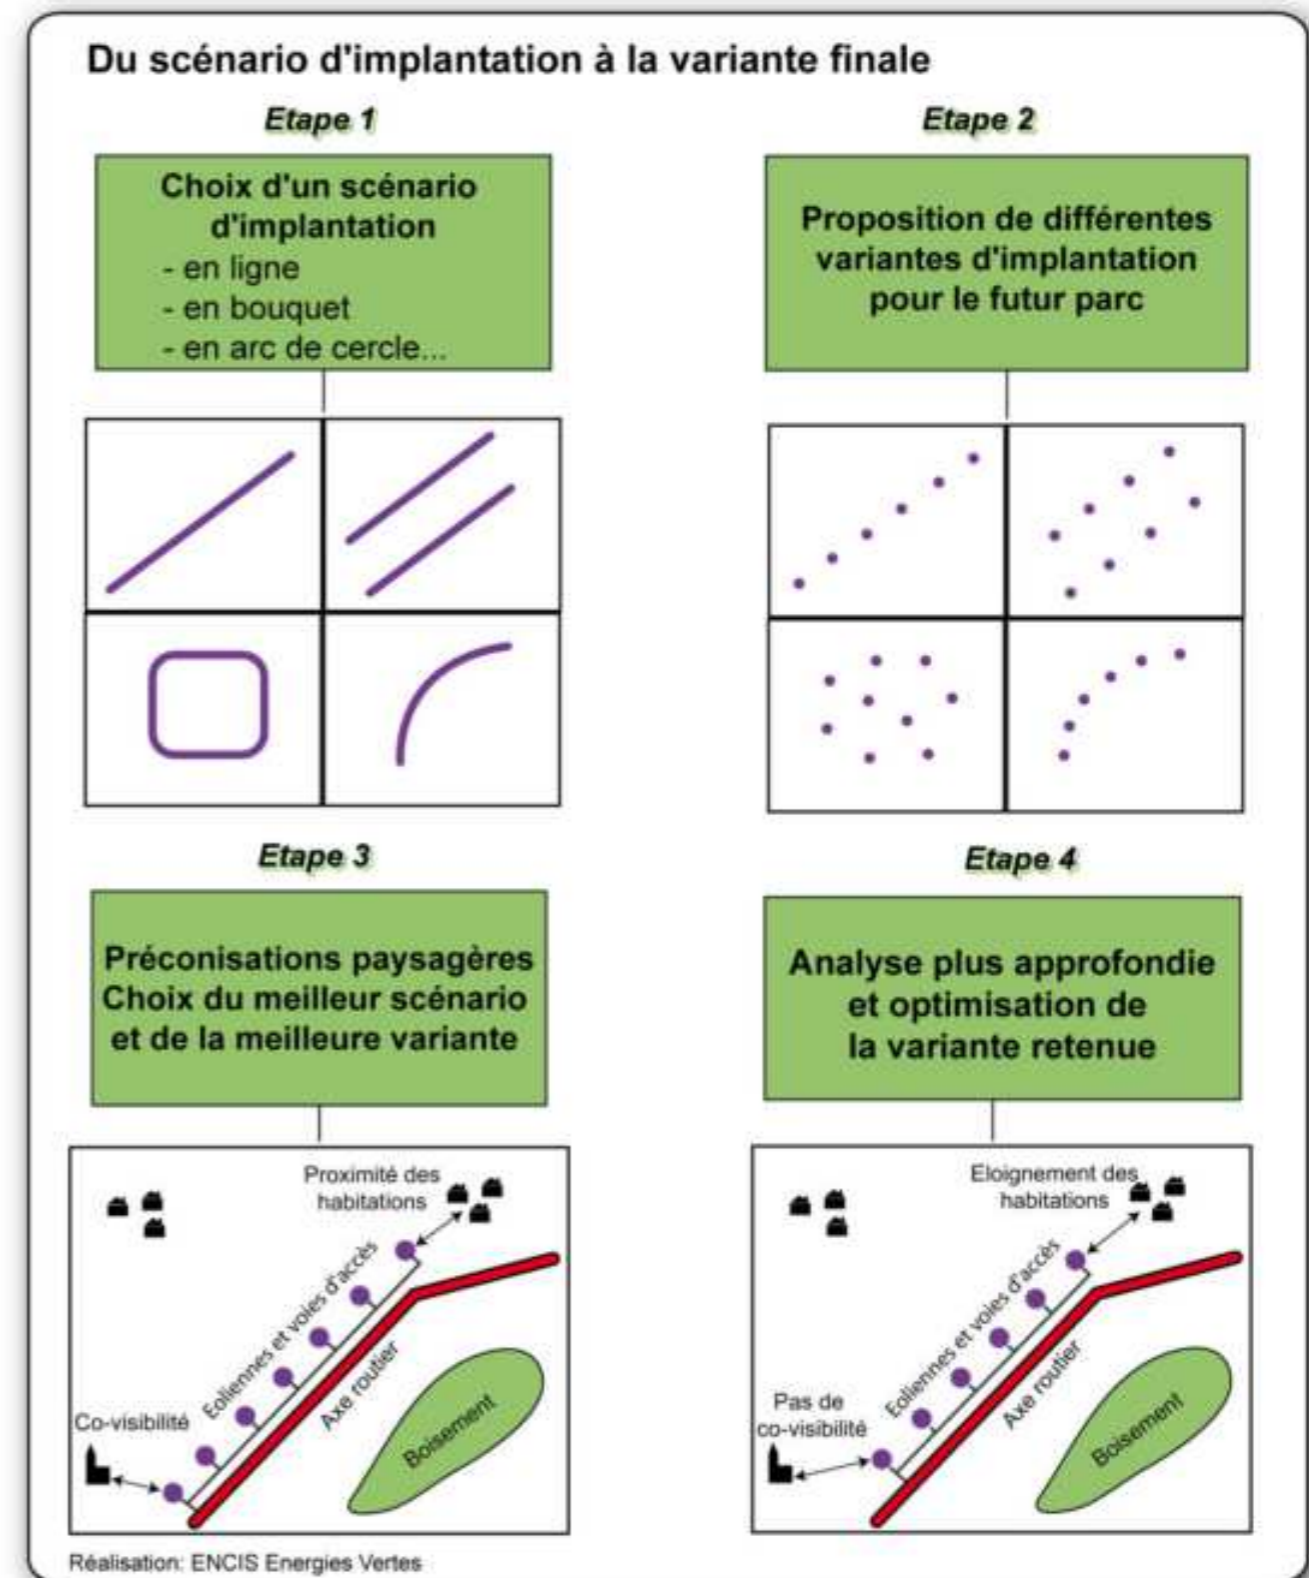 Du scénario d'implantation à la variante finale
Etape 1
Choix d'un scénario
d'implantation
- en ligne
- en bouquet
- en arc de cercle...
Etape 2
Proposition de différentes
variantes d'implantation
pour le futur parc
Etape 3
Préconisations paysagères
Choix du meilleur scénario
et de la meilleure variante
Proximité des
habitations
Eoliennes et voies d'accès
Axe routier
Co-visibilité
Boisement
Etape 4
Analyse plus approfondie
et optimisation de
la variante retenue
Eloignement des
habitations
Eoliennes et voies d'accès
Axe routier
Pas de
co-visibilité
Boisement
Réalisation: ENCIS Energies Vertes